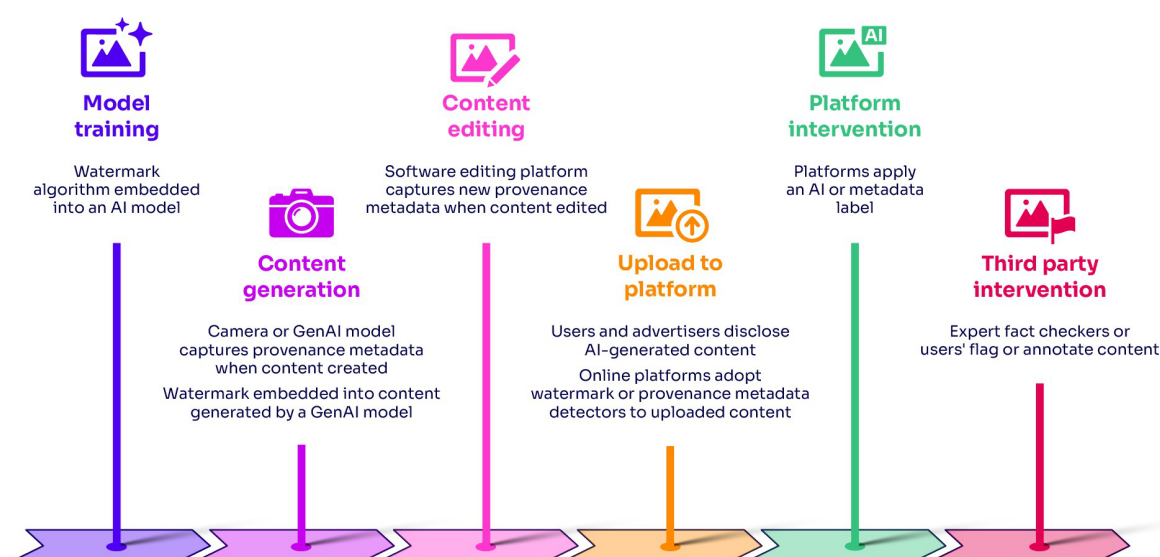 Model
training
Watermark
algorithm embedded
into an AI model
Content
generation
Camera or GenAI model
captures provenance metadata
when content created
Watermark embedded into content
generated by a GenAI model
Content
editing
Software editing platform
captures new provenance
metadata when content edited
Upload to
platform
Users and advertisers disclose
AI-generated content
Online platforms adopt
watermark or provenance metadata
detectors to uploaded content
AI
Platform
intervention
Platforms apply
an AI or metadata
label
Third party
intervention
Expert fact checkers or
users' flag or annotate content